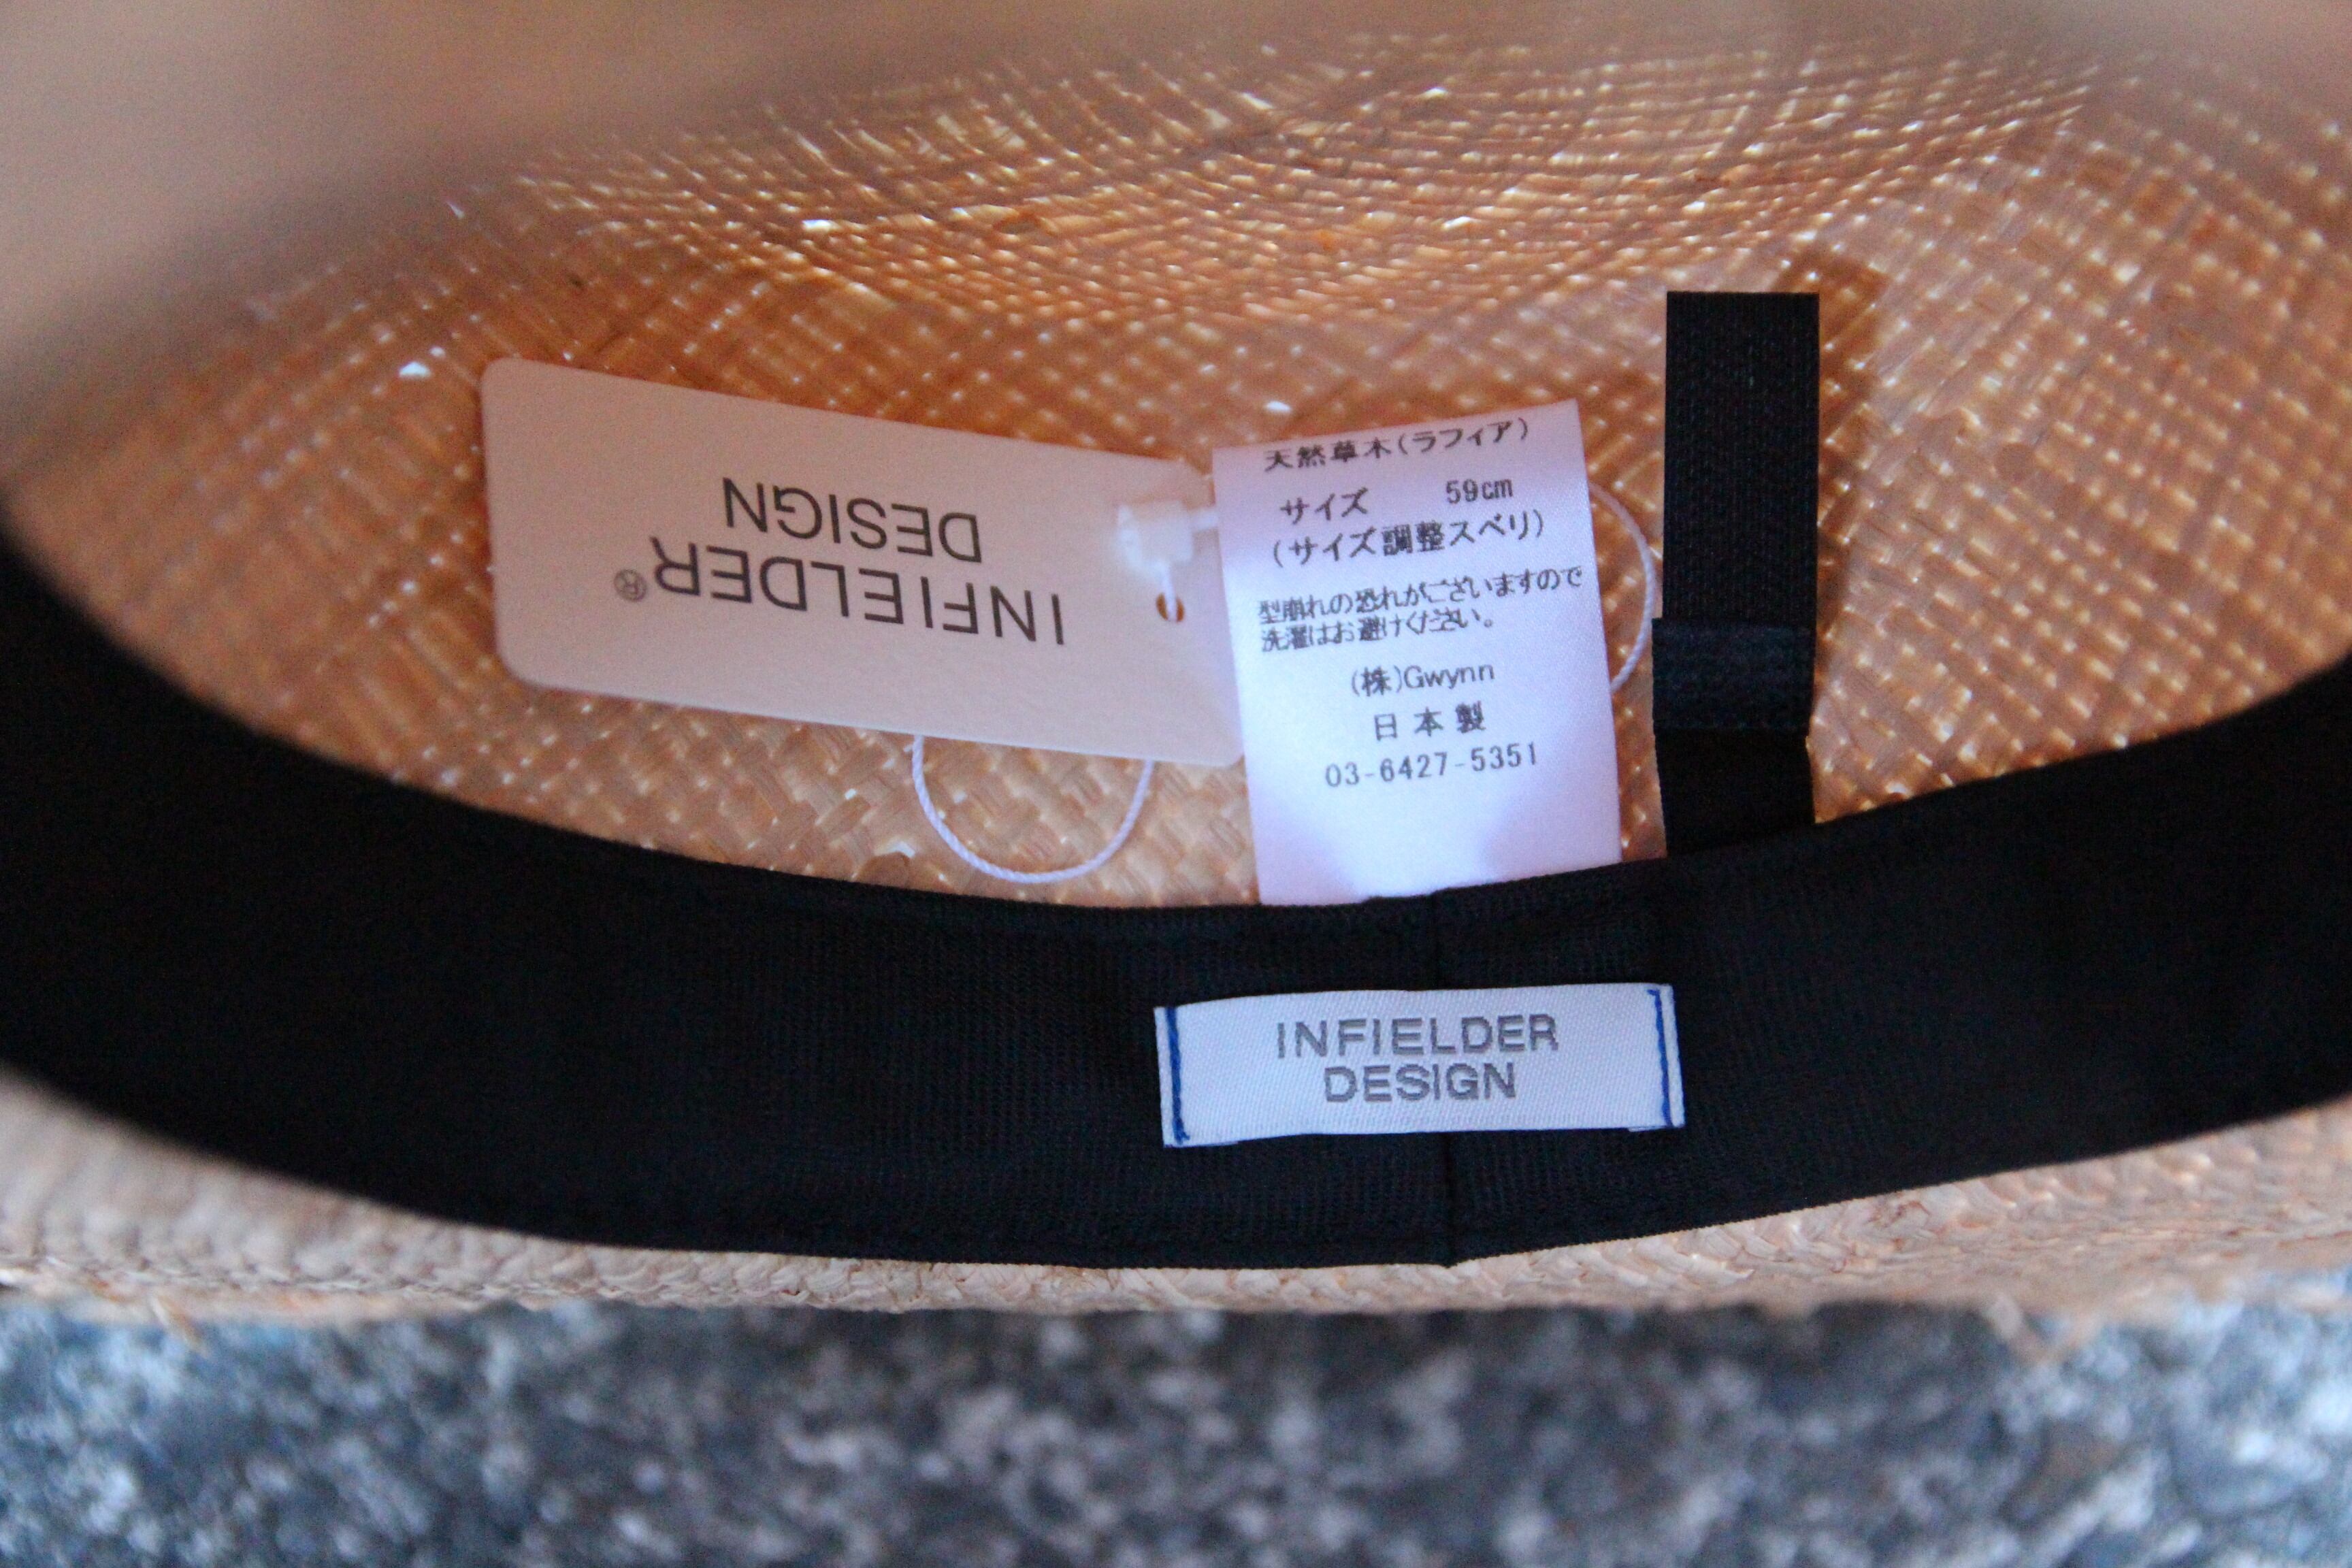 INFIELDER®
DESIGN
天然草木(ラフィア)
サイズ 59cm
(サイズ調整スベリ)
型崩れの恐れがございますので
洗濯はお避けください。
(株)Gwynn
日本製
03-6427-5351
INFIELDER
DESIGN